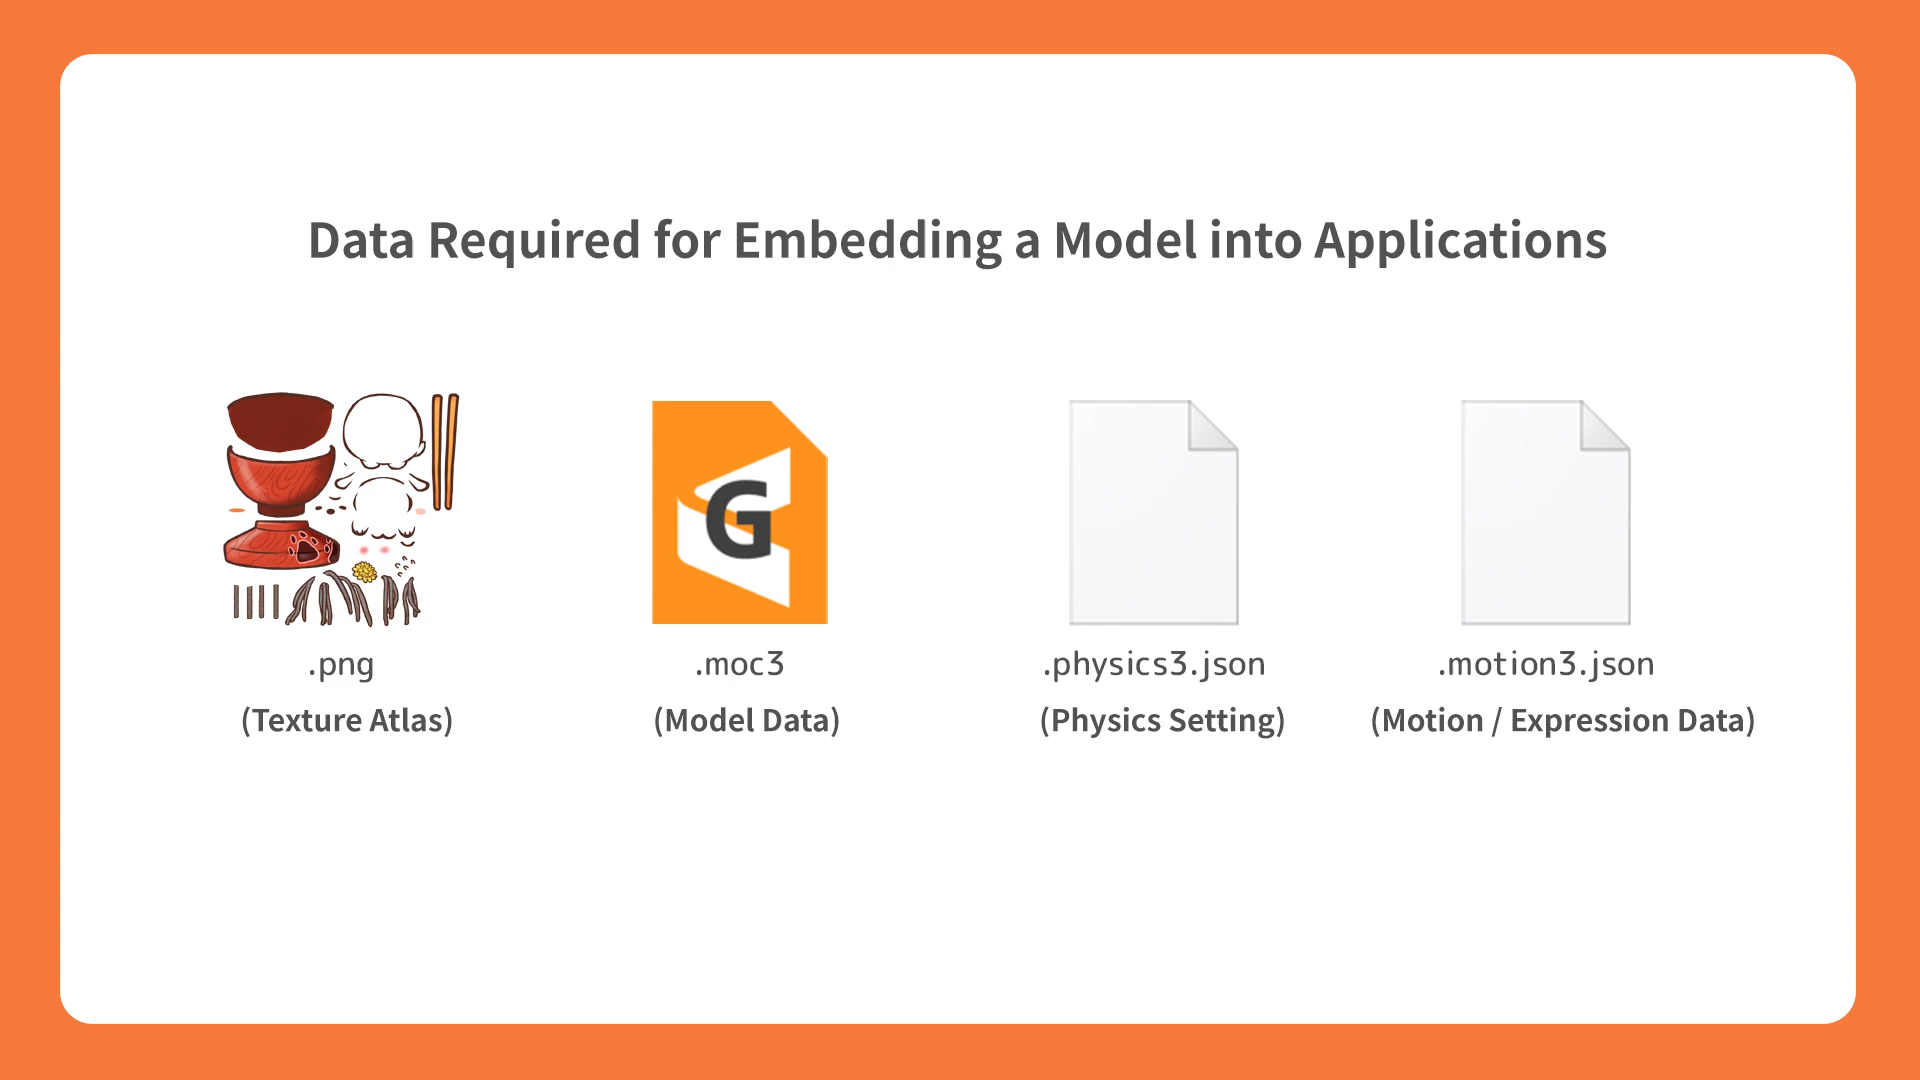 Data Required for Embedding a Model into Applications
G
.png
(Texture Atlas)
.moc3
(Model Data)
.physics3.json
(Physics Setting)
.motion3.json
(Motion / Expression Data)